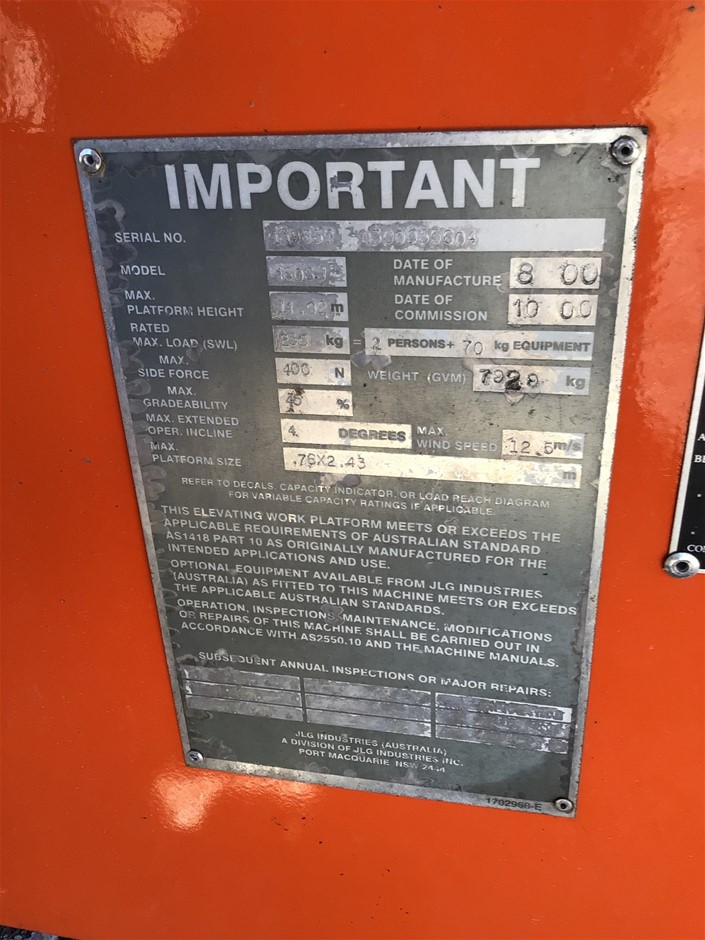 IMPORTANT
SERIAL NO.
MODEL
DATE OF MANUFACTURE 8 00
MAX. PLATFORM HEIGHT m
DATE OF COMMISSION 10 00
RATED MAX. LOAD (SWL) kg = 2 PERSONS+ 70 kg EQUIPMENT
MAX. SIDE FORCE 400 N
WEIGHT (GVM) kg
MAX. GRADEABILITY 45 %
MAX. EXTENDED OPER. INCLINE 4 DEGREES
MAX. WIND SPEED 12.5 m/s
MAX. PLATFORM SIZE .76X2.43 m
REFER TO DECALS, CAPACITY INDICATOR, OR LOAD REACH DIAGRAM
FOR VARIABLE CAPACITY RATINGS IF APPLICABLE.
THIS ELEVATING WORK PLATFORM MEETS OR EXCEEDS THE
APPLICABLE REQUIREMENTS OF AUSTRALIAN STANDARD
AS1418 PART 10 AS ORIGINALLY MANUFACTURED FOR THE
INTENDED APPLICATIONS AND USE.
OPTIONAL EQUIPMENT AVAILABLE FROM JLG INDUSTRIES
(AUSTRALIA) AS FITTED TO THIS MACHINE MEETS OR EXCEEDS
THE APPLICABLE AUSTRALIAN STANDARDS.
OPERATION, INSPECTIONS, MAINTENANCE, MODIFICATIONS
OR REPAIRS OF THIS MACHINE SHALL BE CARRIED OUT IN
ACCORDANCE WITH AS2550.10 AND THE MACHINE MANUALS.
SUBSEQUENT ANNUAL INSPECTIONS OR MAJOR REPAIRS:
JLG INDUSTRIES (AUSTRALIA)
A DIVISION OF JLG INDUSTRIES INC.
PORT MACQUARIE NSW 2444
1702968-E